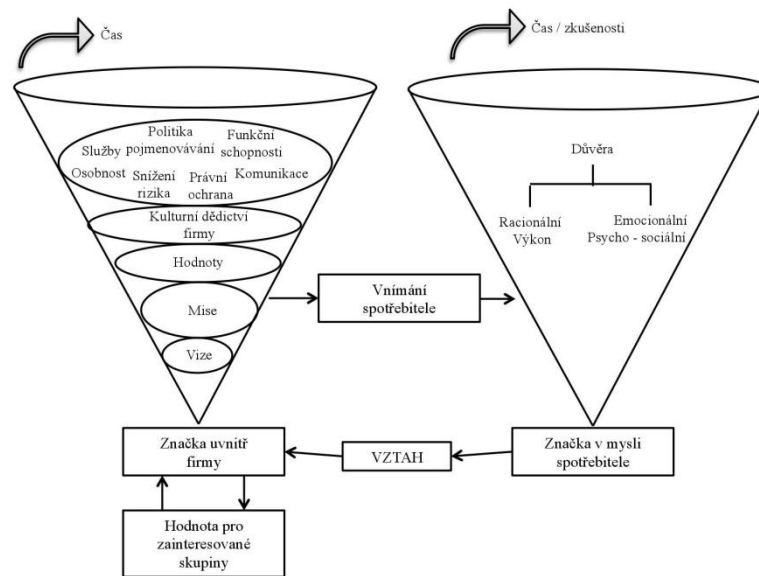 Čas
Politika
pojmenovávání
Funkční
schopnosti
Služby
Osobnost
Snížení
rizika
Právní
ochrana
Komunikace
Kulturní dědictví
firmy
Hodnoty
Mise
Vize
Vnímání
spotřebitele
Čas / zkušenosti
Důvěra
Racionální
Výkon
Emocionální
Psycho - sociální
Značka uvnitř
firmy
VZTAH
Značka v mysli
spotřebitele
Hodnota pro
zainteresované
skupiny